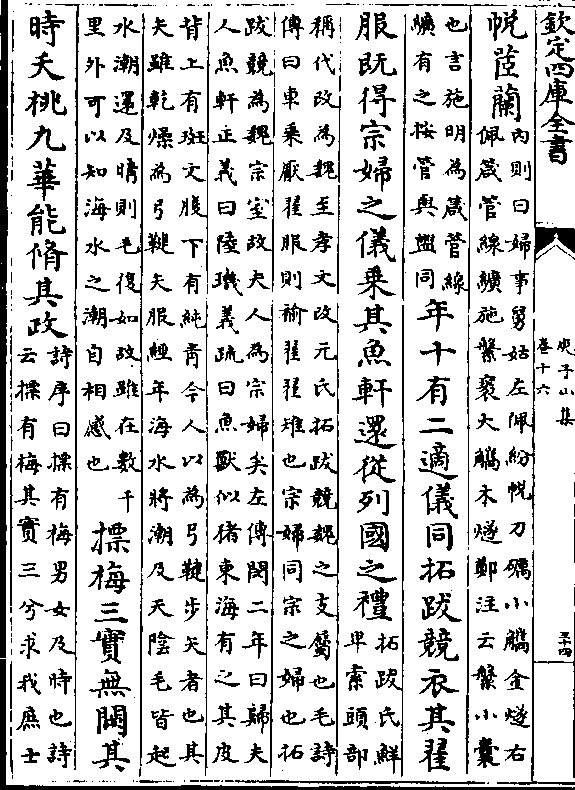 欽定四庫全書
庾子山集
卷十六
三十四
帨茝蘭
內則曰婦事舅姑左佩紛帨刀礪小觿金燧右
佩箴管線纊施縏袠大觿木燧鄭注云縏小囊
也言施明為箴管線
纊有之按管與盥同
年十有二適儀同拓跋競衣其翟
服既得宗婦之儀乘其魚軒還從列國之禮
拓跋氏鮮
卑索頭部
稱代改為魏至孝文改元氏拓跋競魏之支屬也毛詩
傳曰車乘厭翟服則褕翟翟雉也宗婦同宗之婦也拓
跋競為魏宗室故夫人為宗婦矣左傳閔二年曰歸夫
人魚軒正義曰陸璣義疏曰魚獸似猪東海有之其皮
背上有斑文腹下有純青今人以為弓鞬步矢者也其
夫雖乾燥為弓鞬矢服經年海水將潮及天陰毛皆起
水潮還及晴則毛復如故雖在數千
里外可以知海水之潮自相感也
摽梅三實無闕其
時夭桃九華能脩其政
詩序曰摽有梅男女及時也詩
云摽有梅其實三兮求我庶士